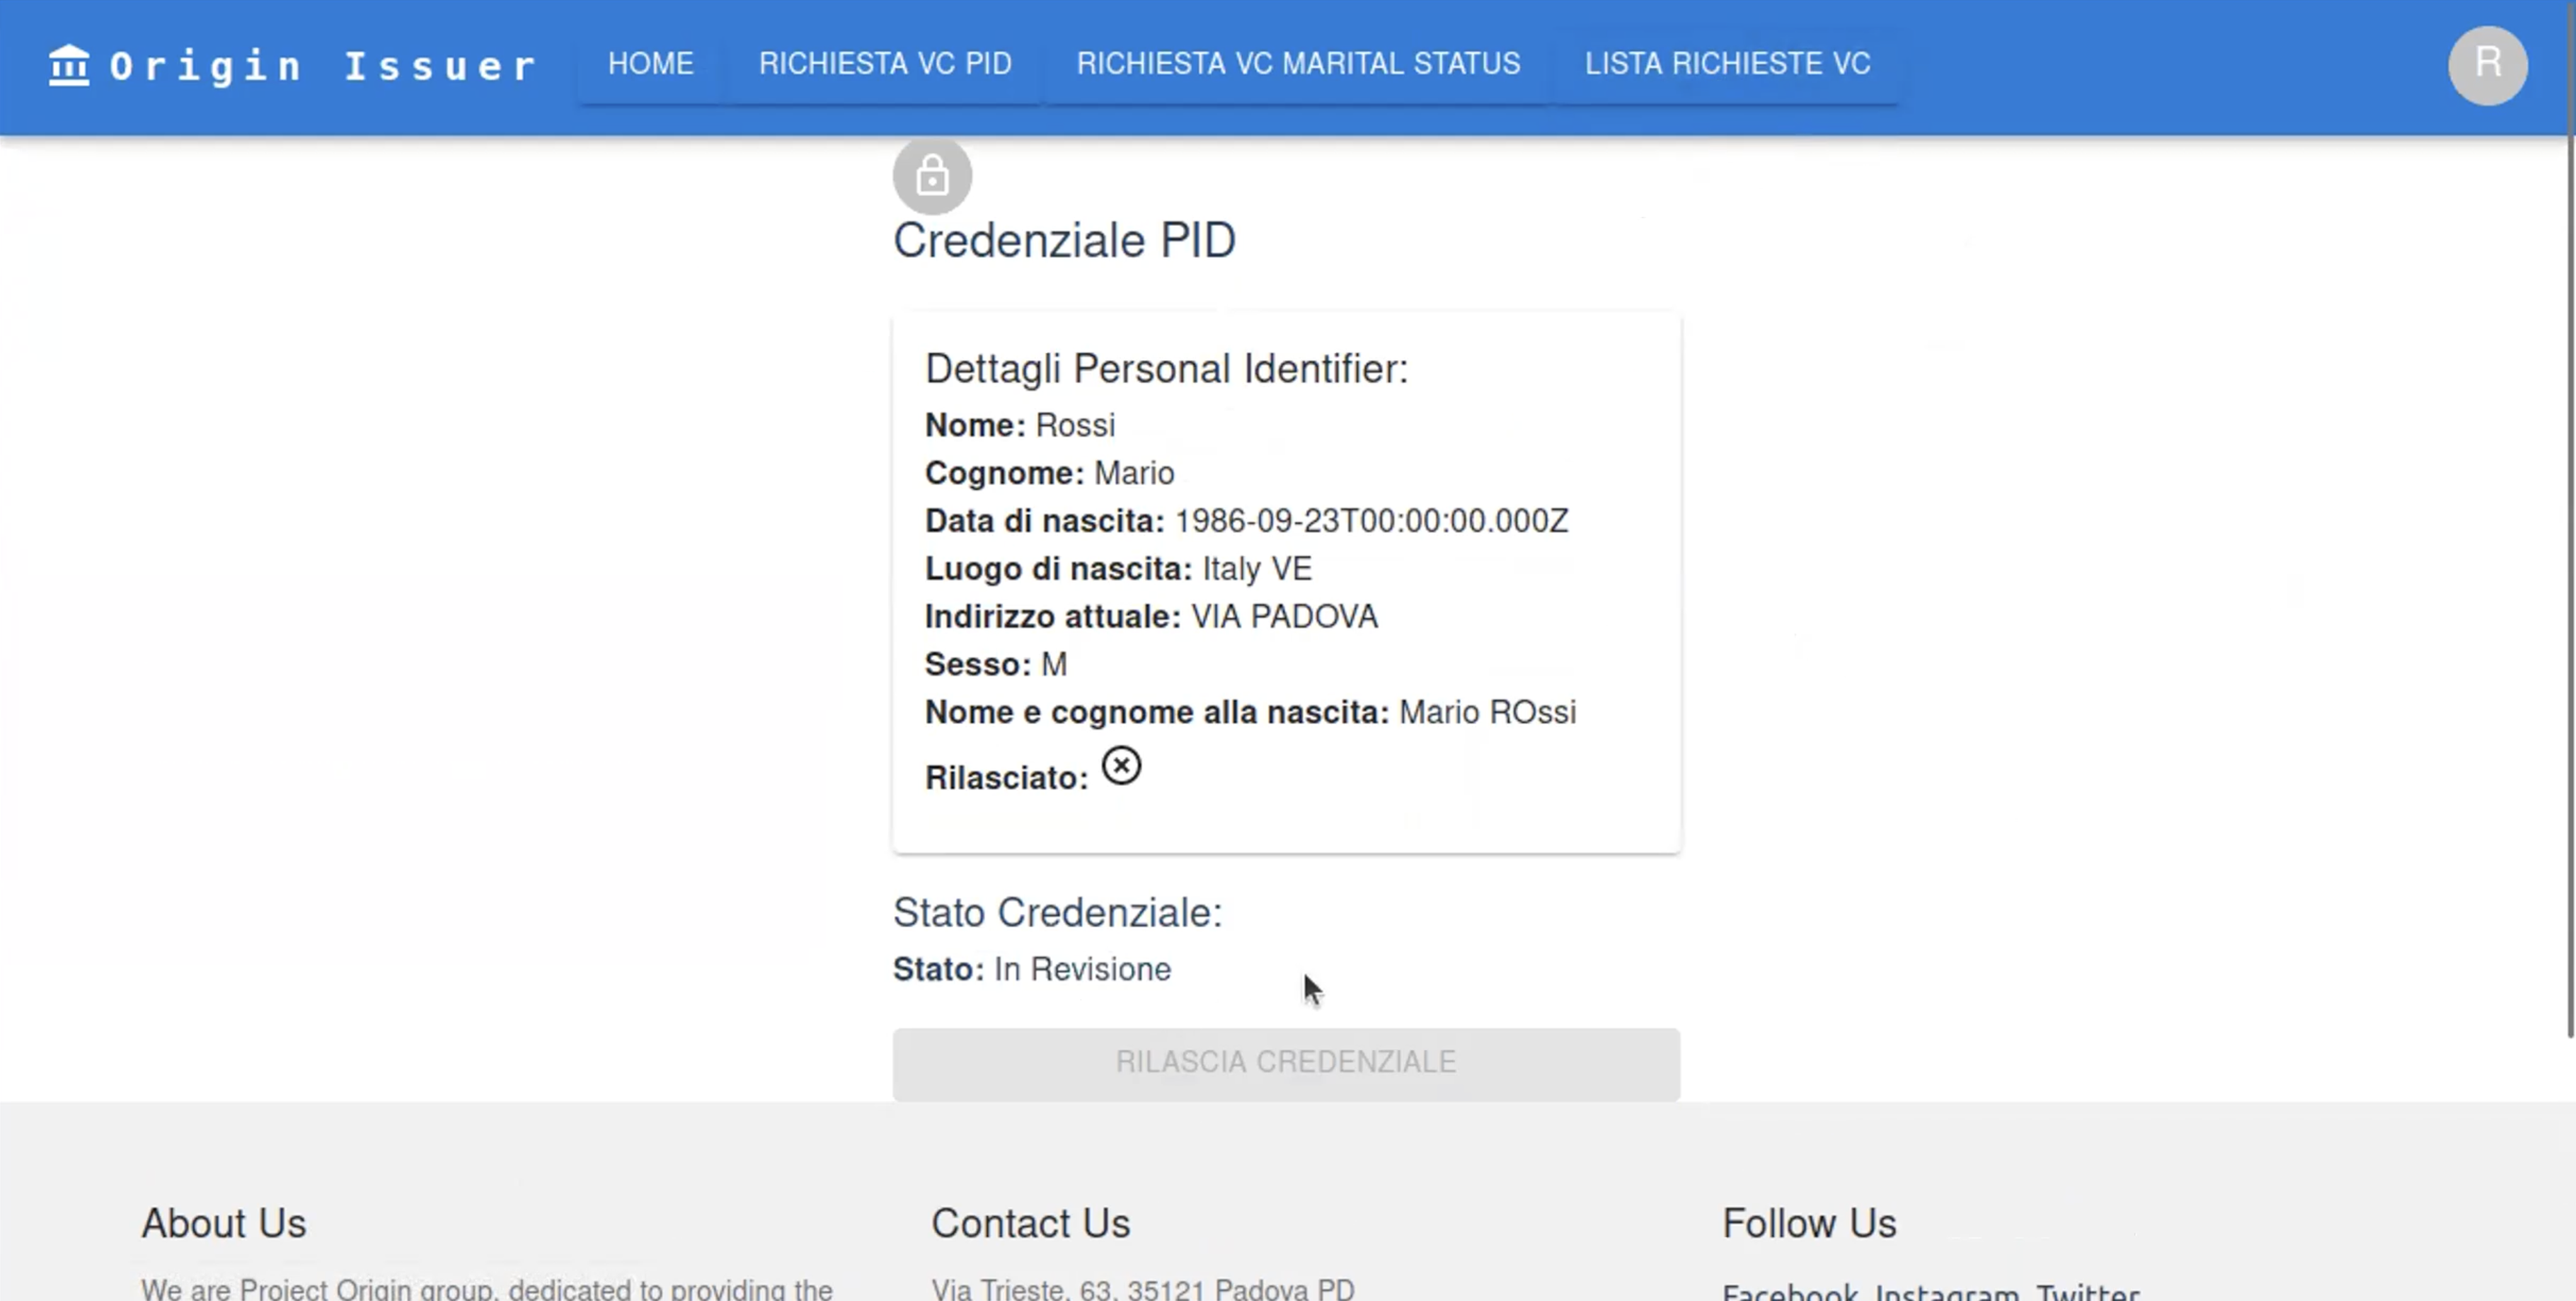 Origin Issuer HOME RICHIESTA VC PID RICHIESTA VC MARITAL STATUS LISTA RICHIESTE VC R
Credenziale PID
Dettagli Personal Identifier:
Nome: Rossi
Cognome: Mario
Data di nascita: 1986-09-23T00:00:00.000Z
Luogo di nascita: Italy VE
Indirizzo attuale: VIA PADOVA
Sesso: M
Nome e cognome alla nascita: Mario ROssi
Rilasciato:
Stato Credenziale:
Stato: In Revisione
RILASCIA CREDENZIALE
About Us
We are Project Origin group, dedicated to providing the
Contact Us
Via Trieste, 63, 35121 Padova PD
Follow Us
Facebook Instagram Twitter